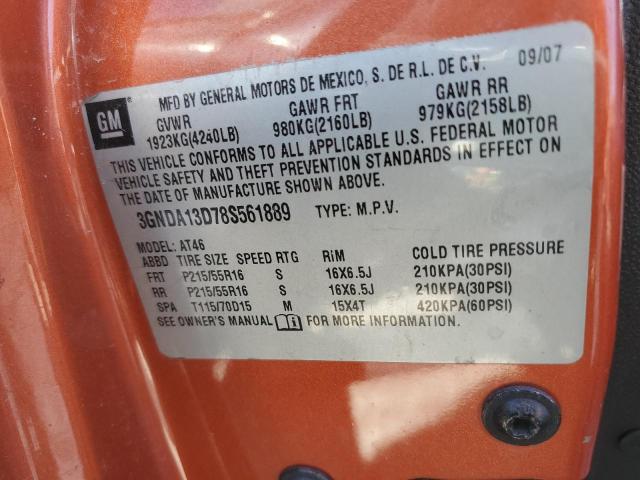 MFD BY GENERAL MOTORS DE MEXICO, S. DE R.L. DE C.V. 09/07
GM
GVWR GAWR FRT GAWR RR
1923KG(4240LB) 980KG(2160LB) 979KG(2158LB)
THIS VEHICLE CONFORMS TO ALL APPLICABLE U.S. FEDERAL MOTOR
VEHICLE SAFETY AND THEFT PREVENTION STANDARDS IN EFFECT ON
THE DATE OF MANUFACTURE SHOWN ABOVE.
3GNDA13D78S561889 TYPE: M.P.V.
MODEL: AT46
ABBD TIRE SIZE SPEED RTG RiM COLD TIRE PRESSURE
FRT P215/55R16 S 16X6.5J 210KPA(30PSI)
RR P215/55R16 S 16X6.5J 210KPA(30PSI)
SPA T115/70D15 M 15X4T 420KPA(60PSI)
SEE OWNER'S MANUAL i FOR MORE INFORMATION.